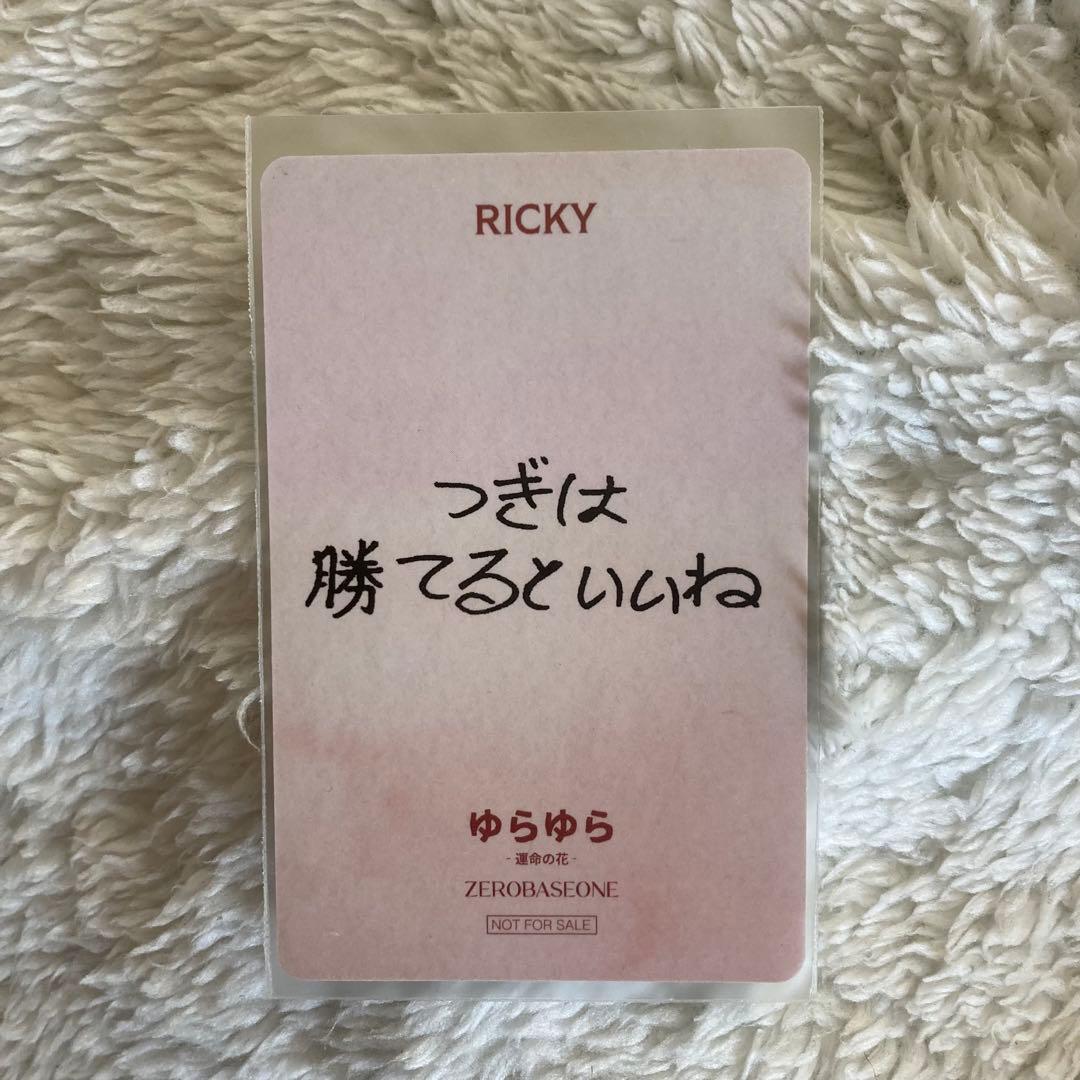 RICKY
つぎは
勝てるといいね
ゆらゆら
- 運命の花 -
ZEROBASEONE
NOT FOR SALE